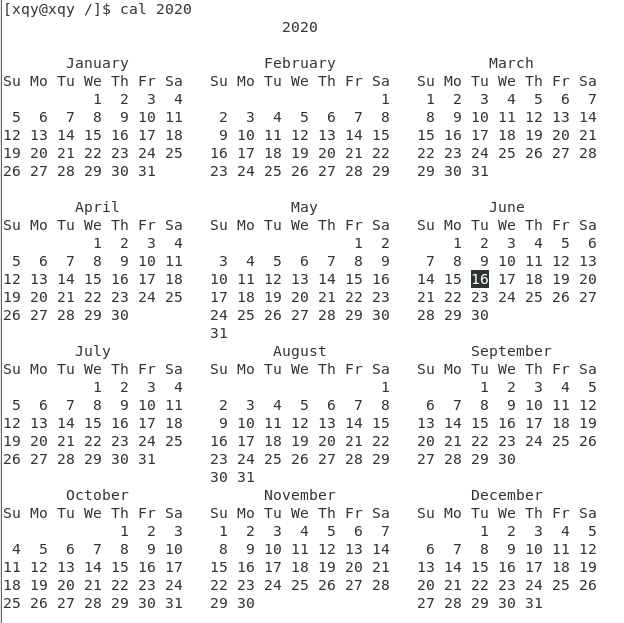 [xqy@xqy /]$ cal 2020
                               2020

       January                February                 March
Su Mo Tu We Th Fr Sa   Su Mo Tu We Th Fr Sa   Su Mo Tu We Th Fr Sa
          1  2  3  4                      1    1  2  3  4  5  6  7
 5  6  7  8  9 10 11    2  3  4  5  6  7  8    8  9 10 11 12 13 14
12 13 14 15 16 17 18    9 10 11 12 13 14 15   15 16 17 18 19 20 21
19 20 21 22 23 24 25   16 17 18 19 20 21 22   22 23 24 25 26 27 28
26 27 28 29 30 31      23 24 25 26 27 28 29   29 30 31

        April                   May                    June
Su Mo Tu We Th Fr Sa   Su Mo Tu We Th Fr Sa   Su Mo Tu We Th Fr Sa
          1  2  3  4                   1  2       1  2  3  4  5  6
 5  6  7  8  9 10 11    3  4  5  6  7  8  9    7  8  9 10 11 12 13
12 13 14 15 16 17 18   10 11 12 13 14 15 16   14 15 16 17 18 19 20
19 20 21 22 23 24 25   17 18 19 20 21 22 23   21 22 23 24 25 26 27
26 27 28 29 30         24 25 26 27 28 29 30   28 29 30
                       31
        July                  August                September
Su Mo Tu We Th Fr Sa   Su Mo Tu We Th Fr Sa   Su Mo Tu We Th Fr Sa
          1  2  3  4                      1          1  2  3  4  5
 5  6  7  8  9 10 11    2  3  4  5  6  7  8    6  7  8  9 10 11 12
12 13 14 15 16 17 18    9 10 11 12 13 14 15   13 14 15 16 17 18 19
19 20 21 22 23 24 25   16 17 18 19 20 21 22   20 21 22 23 24 25 26
26 27 28 29 30 31      23 24 25 26 27 28 29   27 28 29 30
                       30 31
       October                November               December
Su Mo Tu We Th Fr Sa   Su Mo Tu We Th Fr Sa   Su Mo Tu We Th Fr Sa
             1  2  3    1  2  3  4  5  6  7          1  2  3  4  5
 4  5  6  7  8  9 10    8  9 10 11 12 13 14    6  7  8  9 10 11 12
11 12 13 14 15 16 17   15 16 17 18 19 20 21   13 14 15 16 17 18 19
18 19 20 21 22 23 24   22 23 24 25 26 27 28   20 21 22 23 24 25 26
25 26 27 28 29 30 31   29 30                  27 28 29 30 31